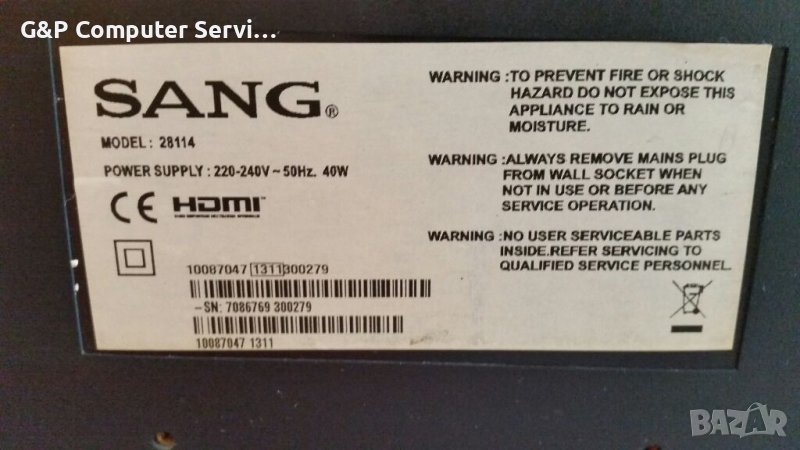 G&P Computer Servi...
SANG®
MODEL : 28114
POWER SUPPLY : 220-240V ~ 50Hz. 40W
CE HDMI
10087047 1311 300279
-SN: 7086769 300279
10087047 1311
WARNING :TO PREVENT FIRE OR SHOCK
HAZARD DO NOT EXPOSE THIS
APPLIANCE TO RAIN OR
MOISTURE.
WARNING :ALWAYS REMOVE MAINS PLUG
FROM WALL SOCKET WHEN
NOT IN USE OR BEFORE ANY
SERVICE OPERATION.
WARNING :NO USER SERVICEABLE PARTS
INSIDE.REFER SERVICING TO
QUALIFIED SERVICE PERSONNEL.
BAZAR